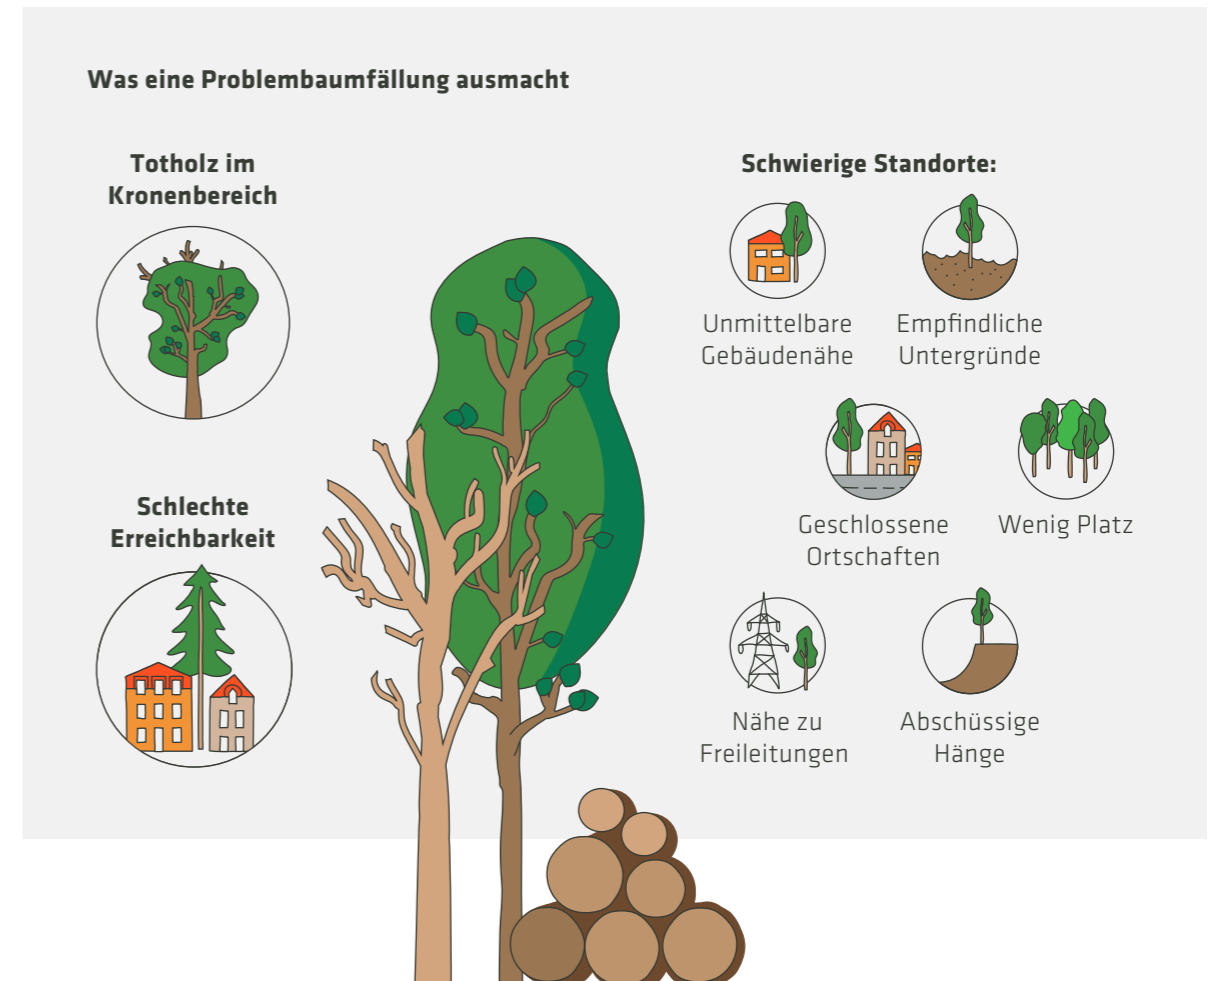 Was eine Problembaumfällung ausmacht
Totholz im
Kronenbereich
Schlechte
Erreichbarkeit
Schwierige Standorte:
Unmittelbare
Gebäudenähe
Empfindliche
Untergründe
Geschlossene
Ortschaften
Wenig Platz
Nähe zu
Freileitungen
Abschüssige
Hänge